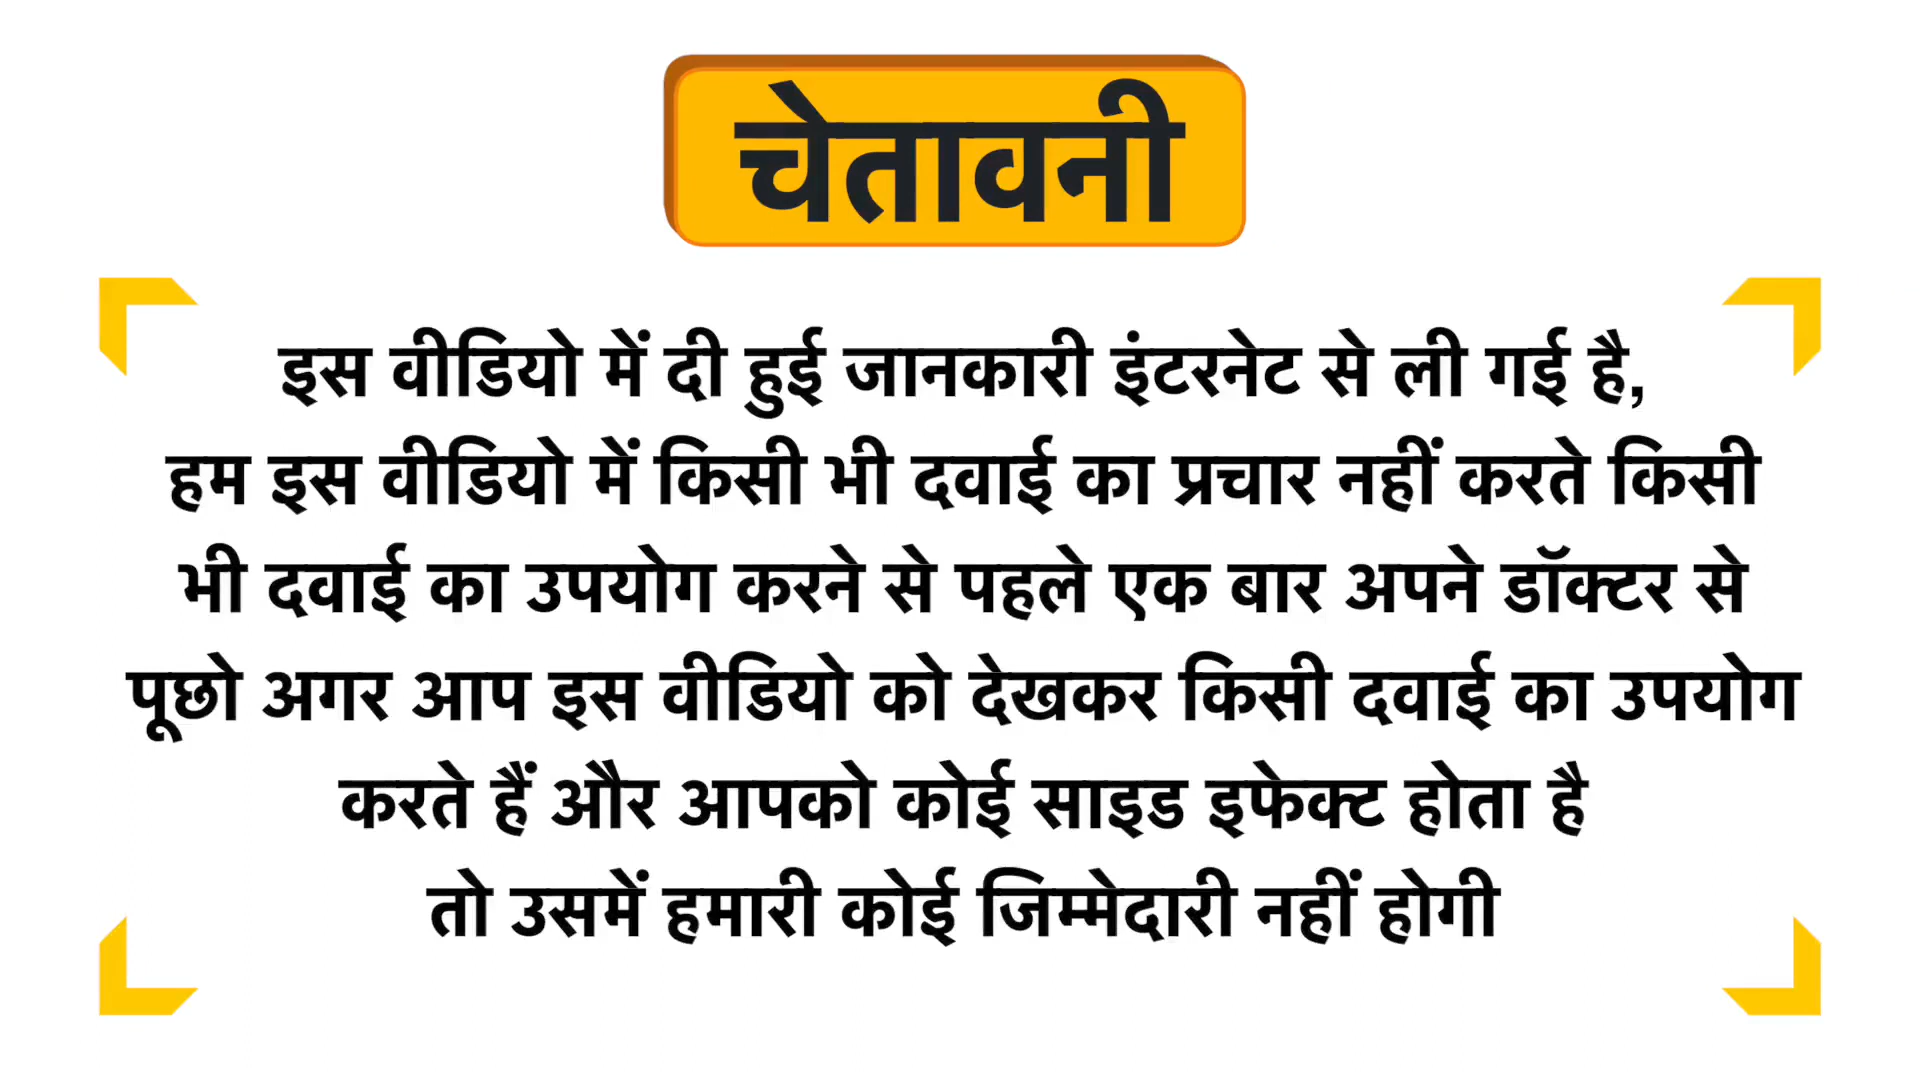 चेतावनी
इस वीडियो में दी हुई जानकारी इंटरनेट से ली गई है,
हम इस वीडियो में किसी भी दवाई का प्रचार नहीं करते किसी
भी दवाई का उपयोग करने से पहले एक बार अपने डॉक्टर से
पूछो अगर आप इस वीडियो को देखकर किसी दवाई का उपयोग
करते हैं और आपको कोई साइड इफेक्ट होता है
तो उसमें हमारी कोई जिम्मेदारी नहीं होगी